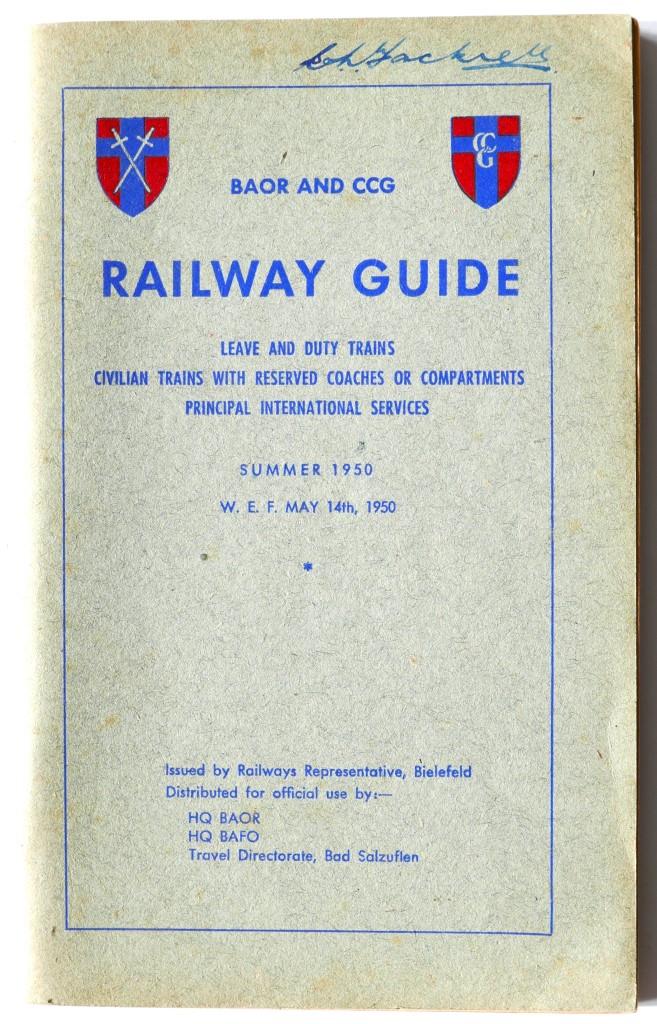 BAOR AND CCG
CCG
RAILWAY GUIDE
LEAVE AND DUTY TRAINS
CIVILIAN TRAINS WITH RESERVED COACHES OR COMPARTMENTS
PRINCIPAL INTERNATIONAL SERVICES
SUMMER 1950
W. E. F. MAY 14th, 1950
*
Issued by Railways Representative, Bielefeld
Distributed for official use by:—
HQ BAOR
HQ BAFO
Travel Directorate, Bad Salzuflen